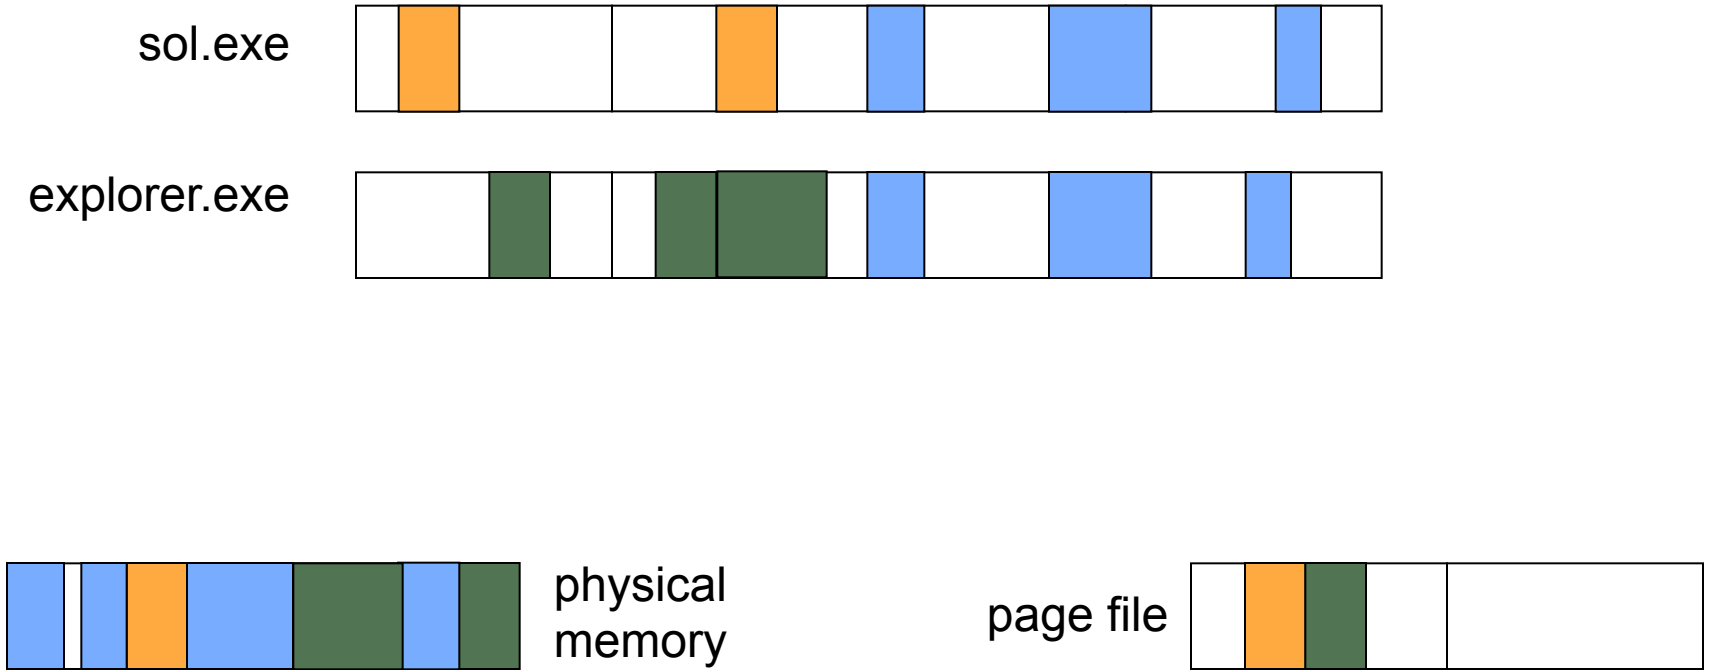 sol.exe
explorer.exe
physical
memory
page file